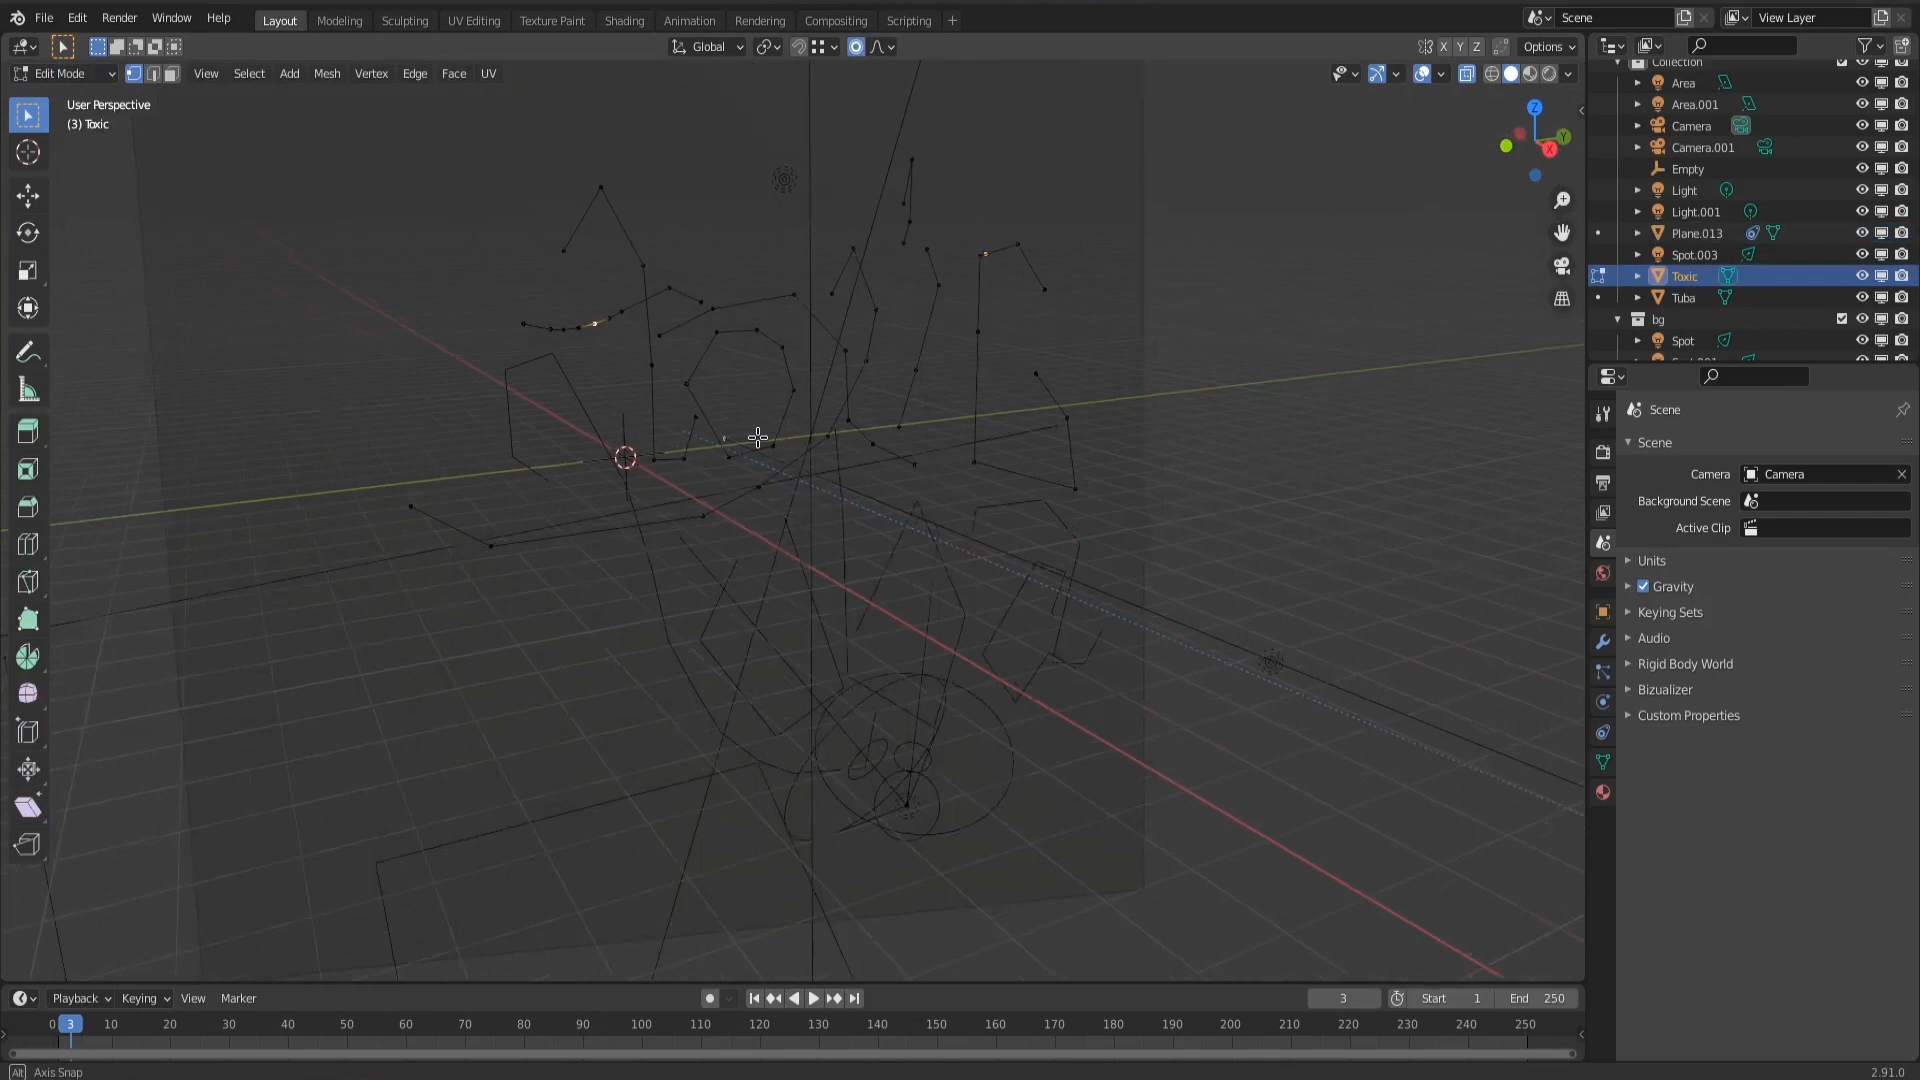 File Edit Render Window Help
Layout Modeling Sculpting UV Editing Texture Paint Shading Animation Rendering Compositing Scripting +
Scene
View Layer
Global
X Y Z
Options
Edit Mode View Select Add Mesh Vertex Edge Face UV
User Perspective
(3) Toxic
Z
Y
X
Collection
Area
Area.001
Camera
Camera.001
Empty
Light
Light.001
Plane.013
Spot.003
Toxic
Tuba
bg
Spot
Scene
Scene
Camera Camera
Background Scene
Active Clip
Units
Gravity
Keying Sets
Audio
Rigid Body World
Bizualizer
Custom Properties
Playback Keying View Marker
3 Start 1 End 250
0 3 10 20 30 40 50 60 70 80 90 100 110 120 130 140 150 160 170 180 190 200 210 220 230 240 250
Alt Axis Snap
2.91.0